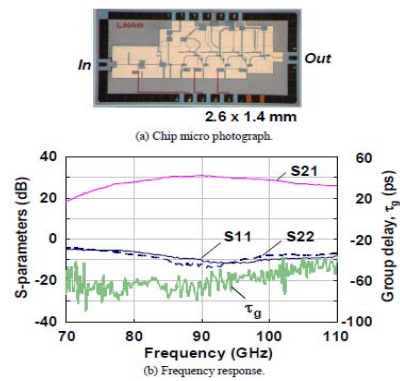 LNA9
In
Out
2.6 x 1.4 mm
(a) Chip micro photograph.
40
20
0
-20
-40
S-parameters (dB)
S21
S11
S22
τg
60
20
-20
-60
-100
Group delay, τg (ps)
70
80
90
100
110
Frequency (GHz)
(b) Frequency response.